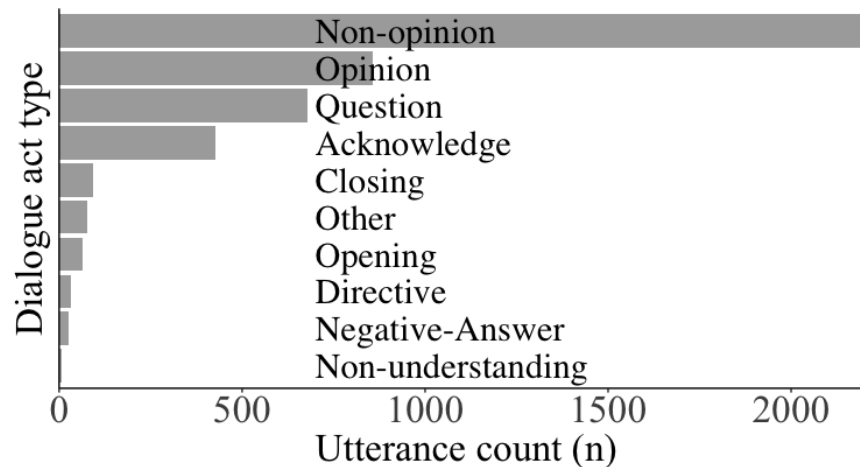 Dialogue act type
Non-opinion
Opinion
Question
Acknowledge
Closing
Other
Opening
Directive
Negative-Answer
Non-understanding
0 500 1000 1500 2000
Utterance count (n)